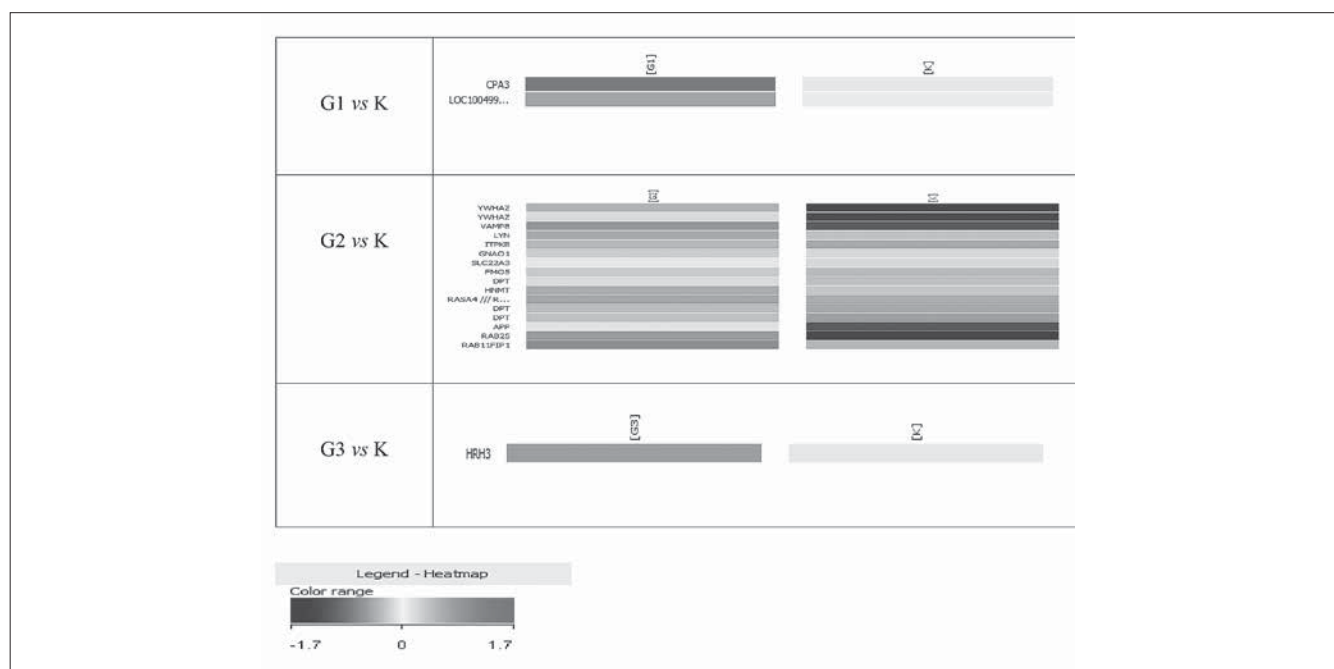 [G1]
[K]
CPA3
LOC100499...
G1 vs K
YWHAZ
YWHAZ
VAMP8
LYN
ITPKB
GNAO1
SLC22A3
FMO5
DPT
HNMT
RASA4 /// R...
DPT
DPT
APP
RAB25
RAB11FIP1
G2 vs K
[G3]
[K]
HRH3
G3 vs K
Legend - Heatmap
Color range
-1.7 0 1.7